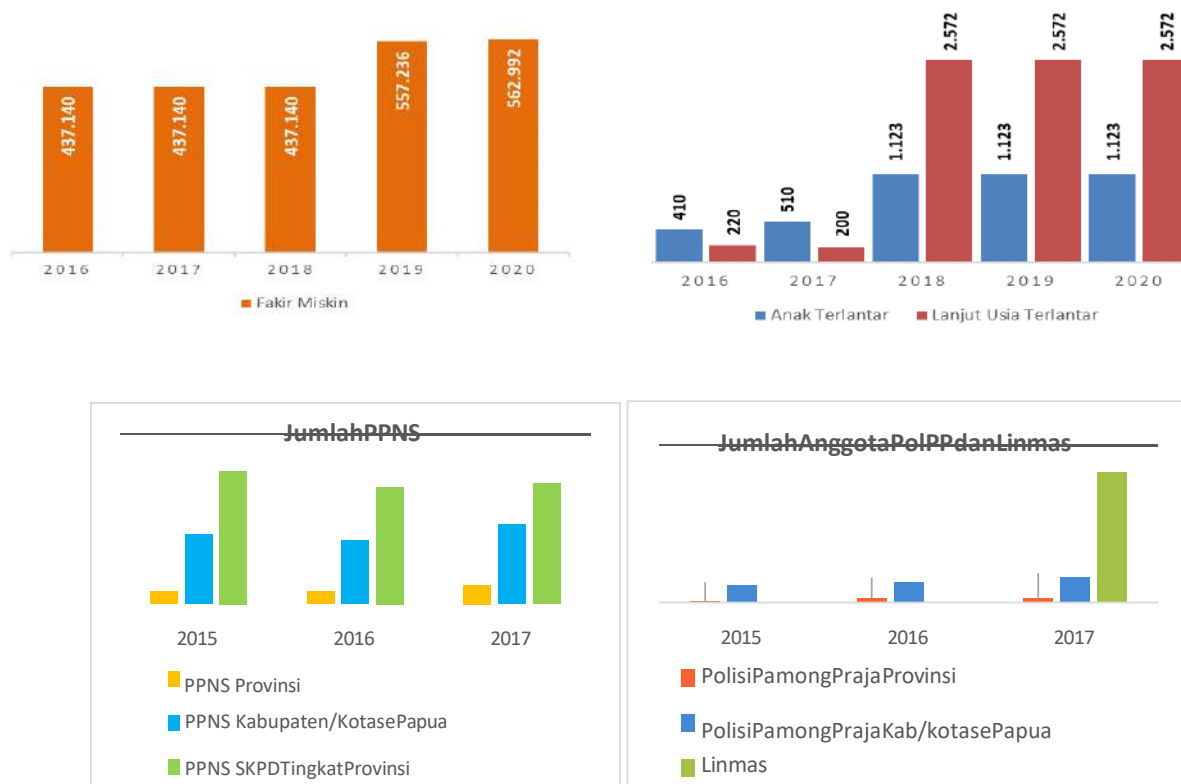 437.140
437.140
437.140
557.236
562.992
2016 2017 2018 2019 2020
Fakir Miskin
410
220
510
200
1.123
2.572
1.123
2.572
1.123
2.572
2016 2017 2018 2019 2020
Anak Terlantar Lanjut Usia Terlantar
JumlahPPNS
2015 2016 2017
PPNS Provinsi
PPNS Kabupaten/KotasePapua
PPNS SKPDTingkatProvinsi
JumlahAnggotaPolPPdanLinmas
2015 2016 2017
PolisiPamongPrajaProvinsi
PolisiPamongPrajaKab/kotasePapua
Linmas